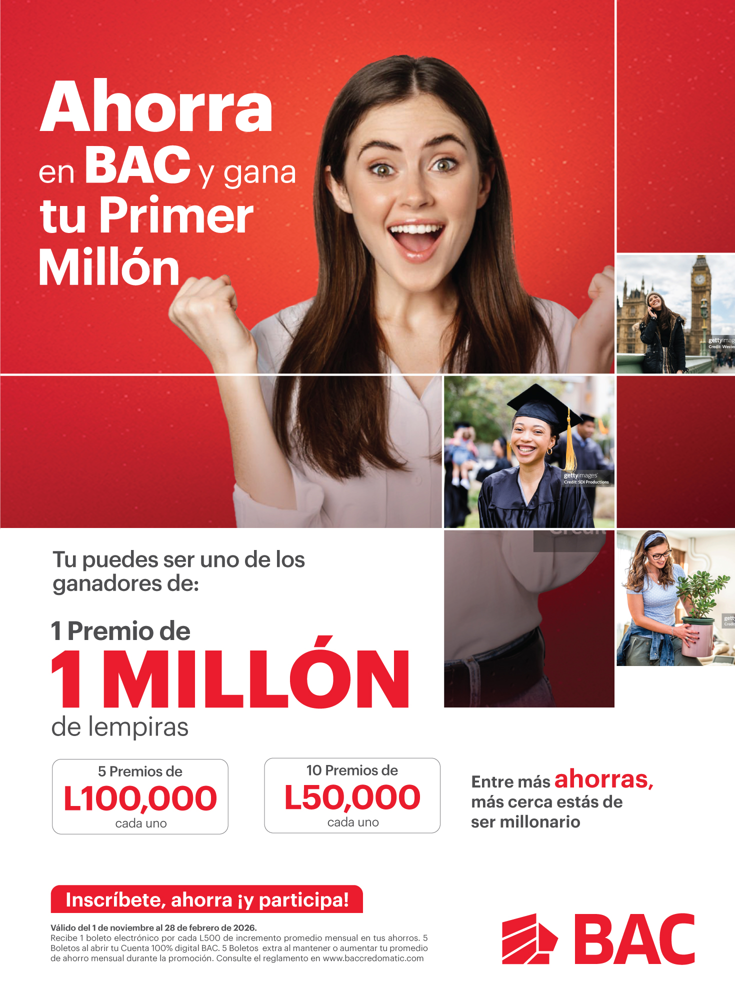 Ahorra
en BAC y gana
tu Primer
Millón
gettyimag
Credit: Weste
gettyimages
Credit: SDI Productions
Credit
getty
Credit
Tu puedes ser uno de los
ganadores de:
1 Premio de
1 MILLÓN
de lempiras
5 Premios de
L100,000
cada uno
10 Premios de
L50,000
cada uno
Entre más ahorras,
más cerca estás de
ser millonario
Inscríbete, ahorra ¡y participa!
Válido del 1 de noviembre al 28 de febrero de 2026.
Recibe 1 boleto electrónico por cada L500 de incremento promedio mensual en tus ahorros. 5
Boletos al abrir tu Cuenta 100% digital BAC. 5 Boletos extra al mantener o aumentar tu promedio
de ahorro mensual durante la promoción. Consulte el reglamento en www.baccredomatic.com
BAC